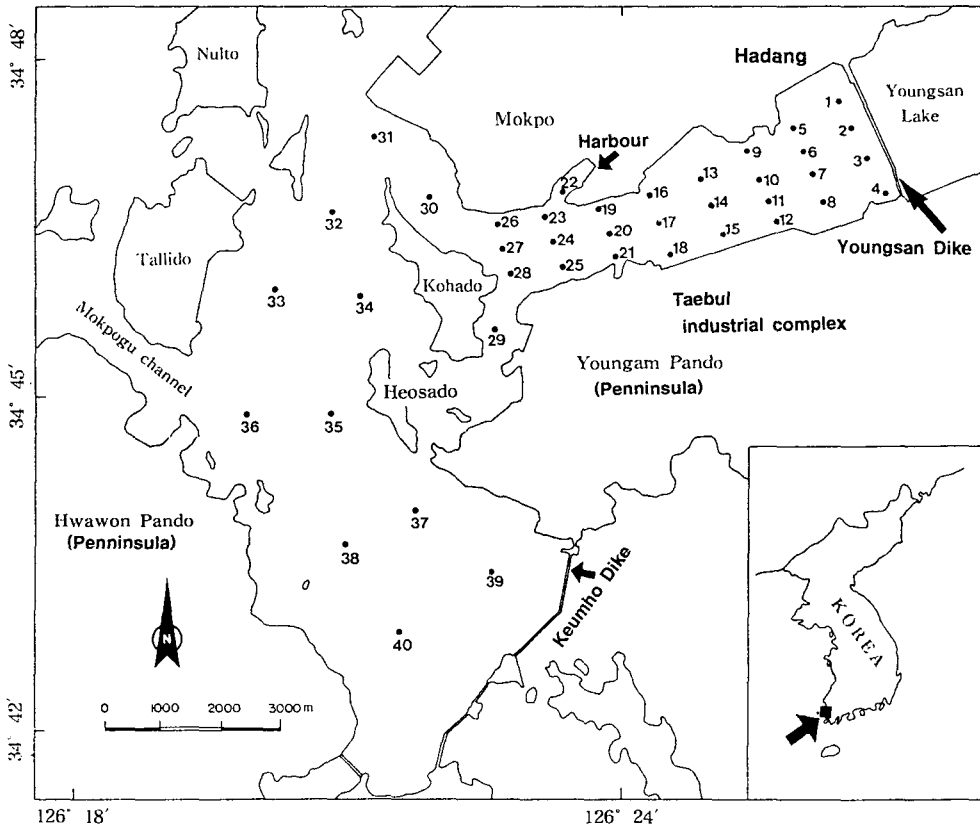 34° 48'
Nulto
Hadang
Youngsan
Lake
Mokpo
Harbour
1
2
3
4
5
6
7
8
9
10
11
12
13
14
15
16
17
18
19
20
21
22
23
24
25
26
27
28
29
30
31
32
33
34
35
36
37
38
39
40
Youngsan Dike
Tallido
Kohado
Taebul
industrial complex
Mokpogu channel
Youngam Pando
(Penninsula)
Heosado
34° 45'
Hwawon Pando
(Penninsula)
Keumho Dike
N
KOREA
0 1000 2000 3000 m
34° 42'
126° 18'
126° 24'